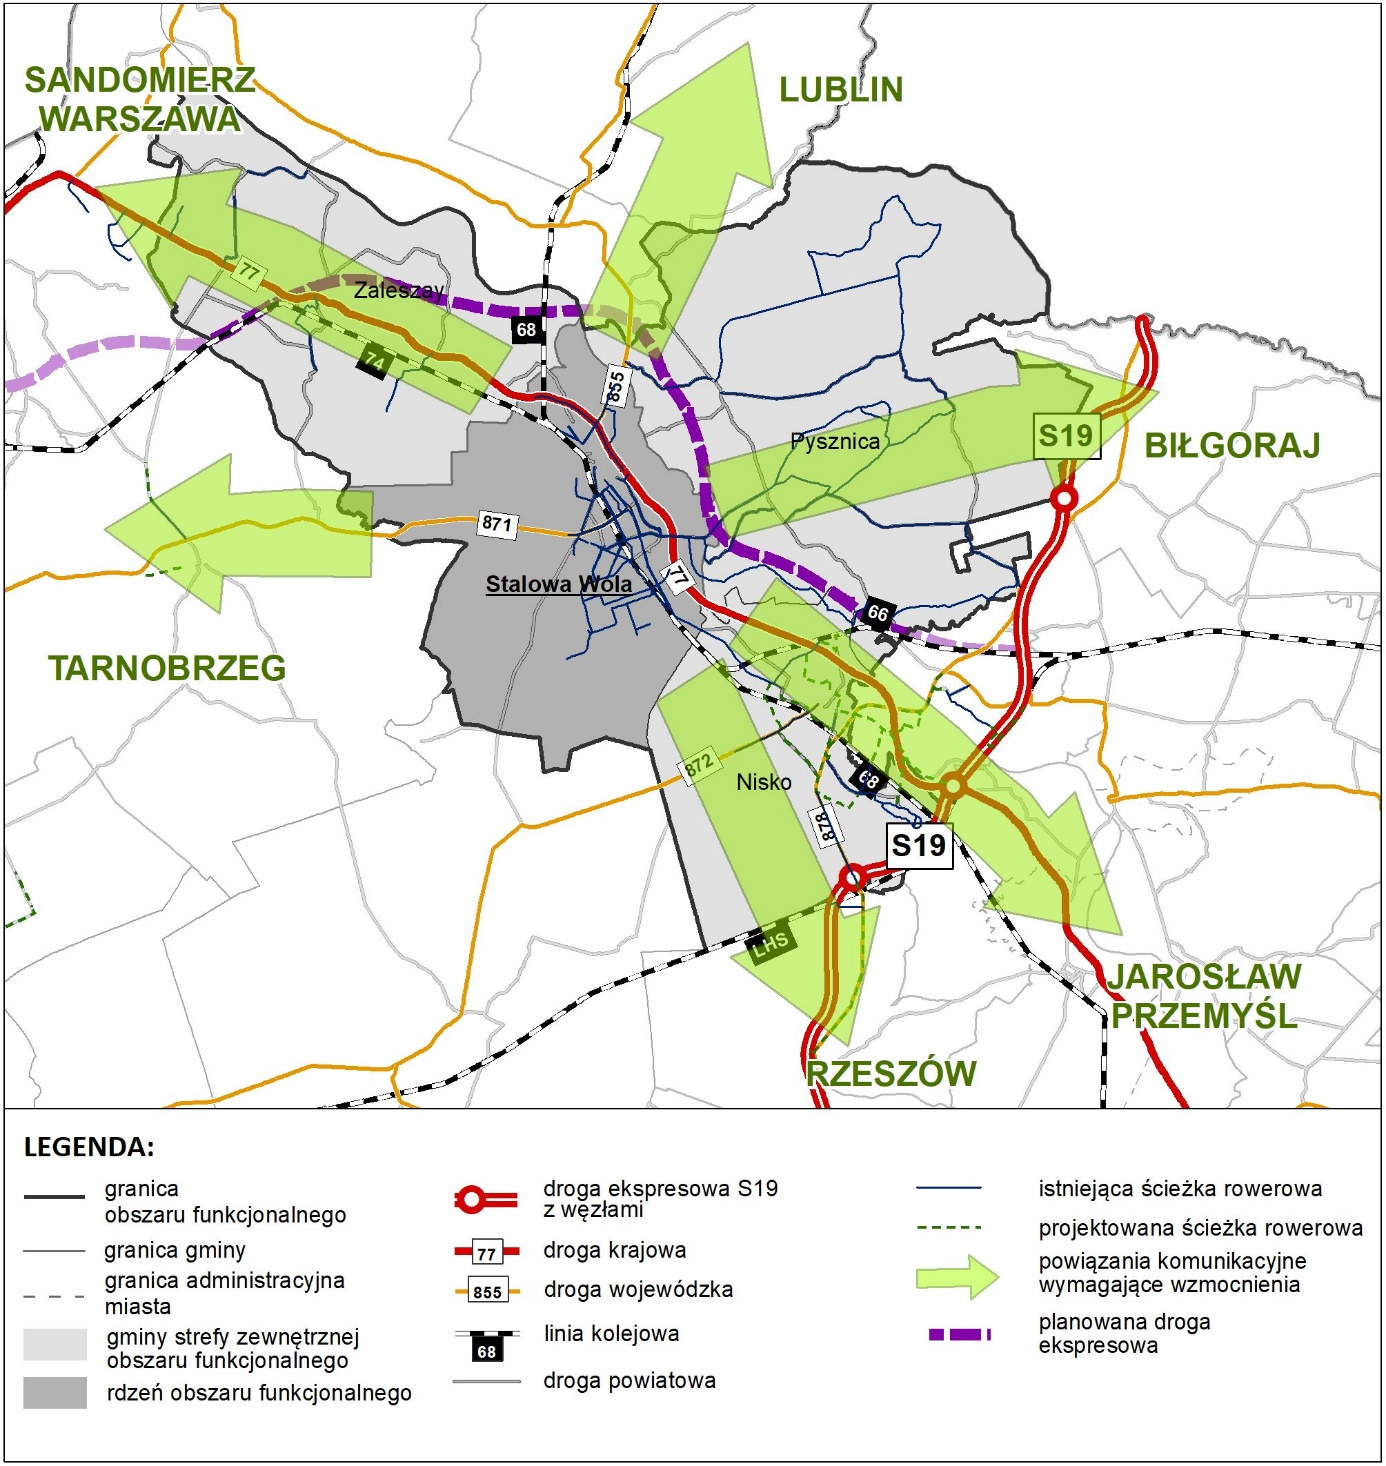 SANDOMIERZ
WARSZAWA
LUBLIN
77
Zaleszay
68
74
855
Pysznica
S19
BIŁGORAJ
871
Stalowa Wola
77
66
TARNOBRZEG
872
Nisko
68
878
S19
LHS
JAROSŁAW
PRZEMYŚL
RZESZÓW
LEGENDA:
granica
obszaru funkcjonalnego
granica gminy
granica administracyjna
miasta
gminy strefy zewnętrznej
obszaru funkcjonalnego
rdzeń obszaru funkcjonalnego
droga ekspresowa S19
z węzłami
77
droga krajowa
855
droga wojewódzka
linia kolejowa
68
droga powiatowa
istniejąca ścieżka rowerowa
projektowana ścieżka rowerowa
powiązania komunikacyjne
wymagające wzmocnienia
planowana droga
ekspresowa